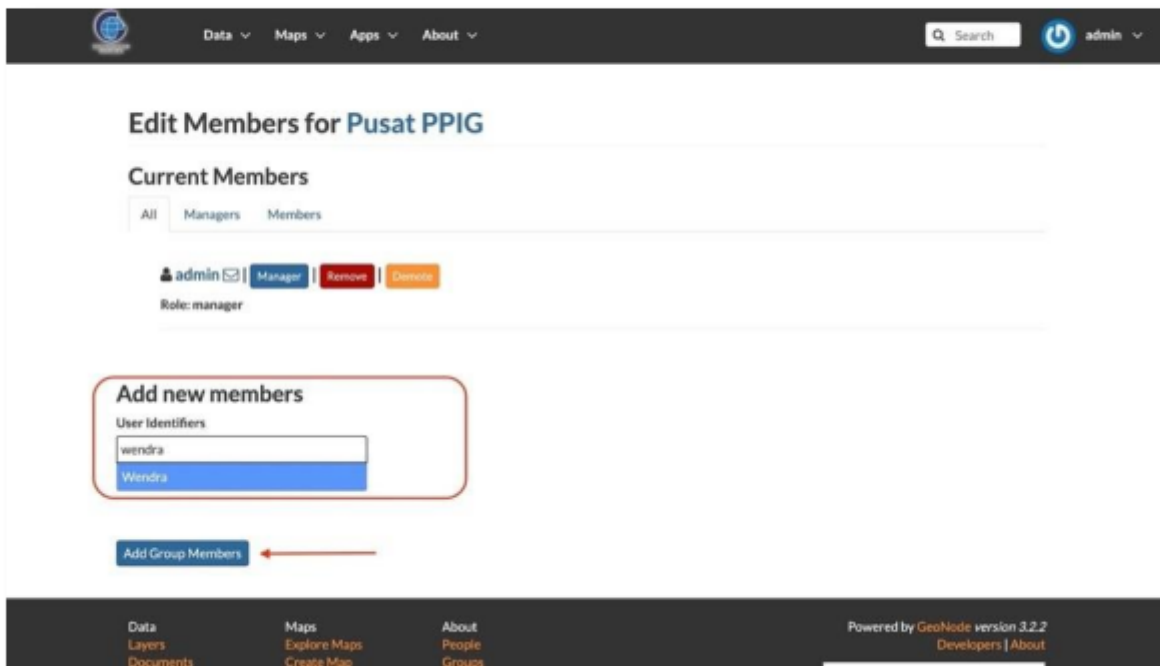 Data Maps Apps About Search admin
Edit Members for Pusat PPIG
Current Members
All Managers Members
admin | Manager | Remove | Demote
Role: manager
Add new members
User Identifiers
wendra
Wendra
Add Group Members
Data Maps About Powered by GeoNode version 3.2.2
Layers Explore Maps People Developers | About
Documents Create Map Groups